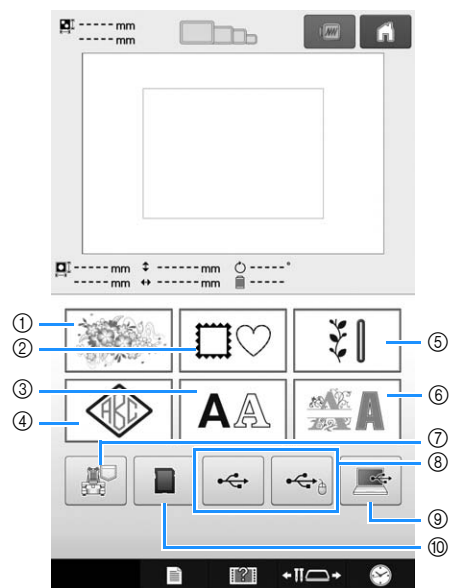 ------ mm
------ mm
------ mm ------ mm ----- °
------ mm ------ mm -----
①
②
③
④
⑤
⑥
⑦
⑧
⑨
⑩
ABC
A A
A
?